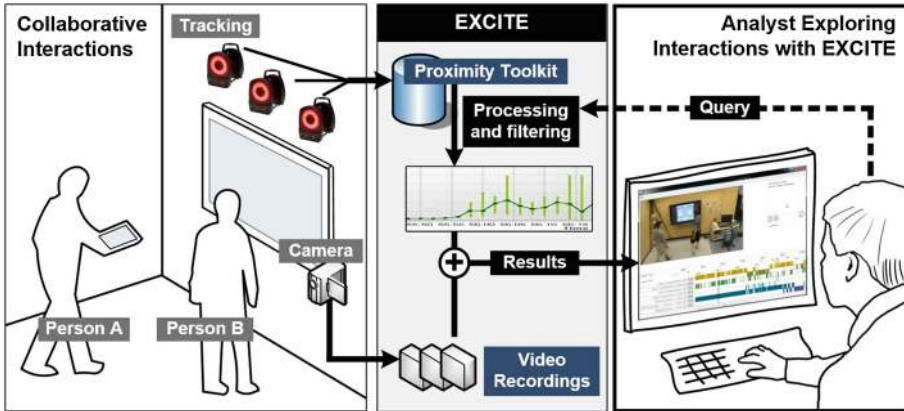 Collaborative
Interactions
Tracking
Camera
Person A
Person B
EXCITE
Proximity Toolkit
Processing
and filtering
Results
Video
Recordings
Analyst Exploring
Interactions with EXCITE
Query